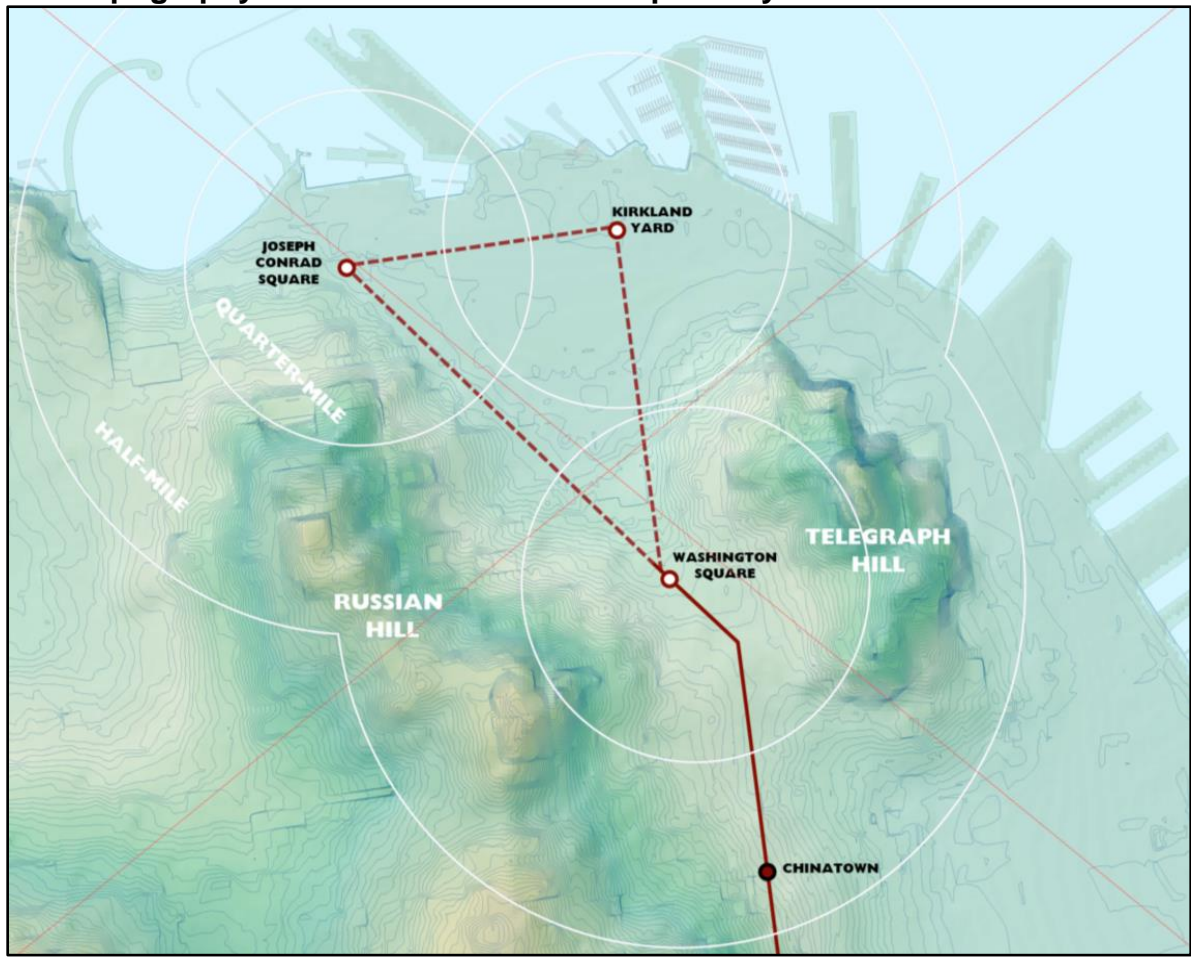 KIRKLAND
YARD
JOSEPH
CONRAD
SQUARE
QUARTER-MILE
HALF-MILE
TELEGRAPH
HILL
WASHINGTON
SQUARE
RUSSIAN
HILL
CHINATOWN